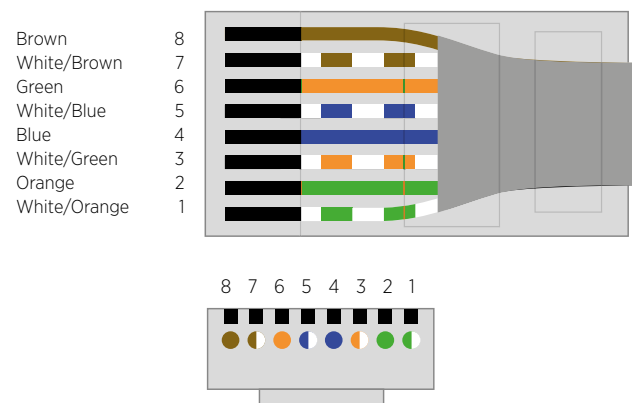 Brown 8
White/Brown 7
Green 6
White/Blue 5
Blue 4
White/Green 3
Orange 2
White/Orange 1
8 7 6 5 4 3 2 1